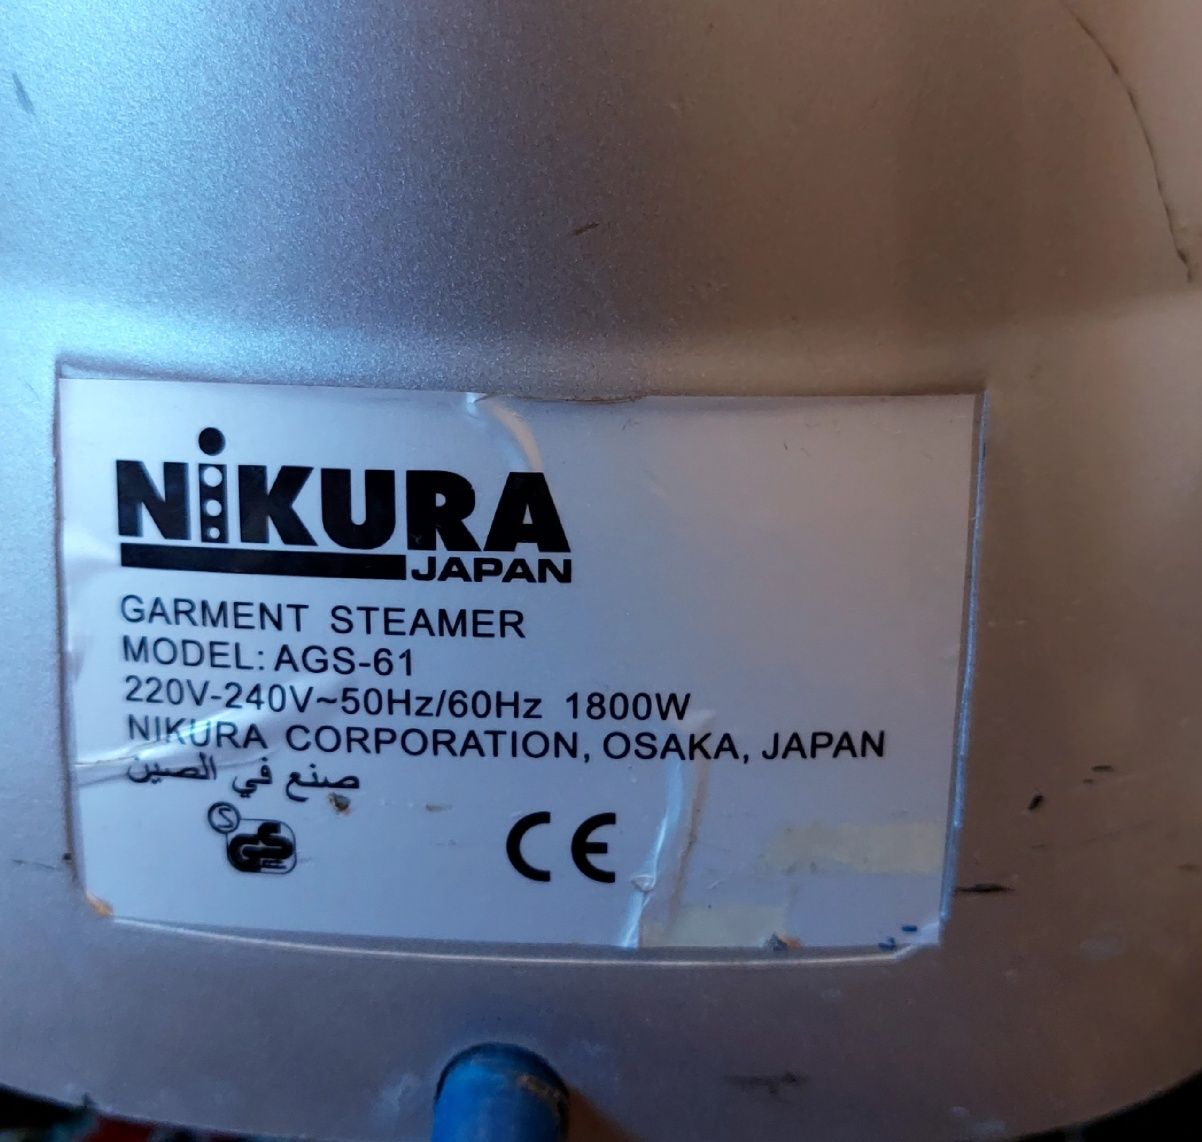 NiKURA
JAPAN
GARMENT STEAMER
MODEL: AGS-61
220V-240V~50Hz/60Hz 1800W
NIKURA CORPORATION, OSAKA, JAPAN
صنع في الصين
S GS
CE